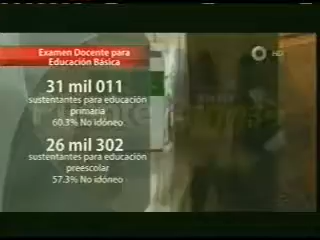 Examen Docente para
Educación Básica
HD
31 mil 011
sustentantes para educación
primaria
60.3% No idóneo
26 mil 302
sustentantes para educación
preescolar
57.3% No idóneo